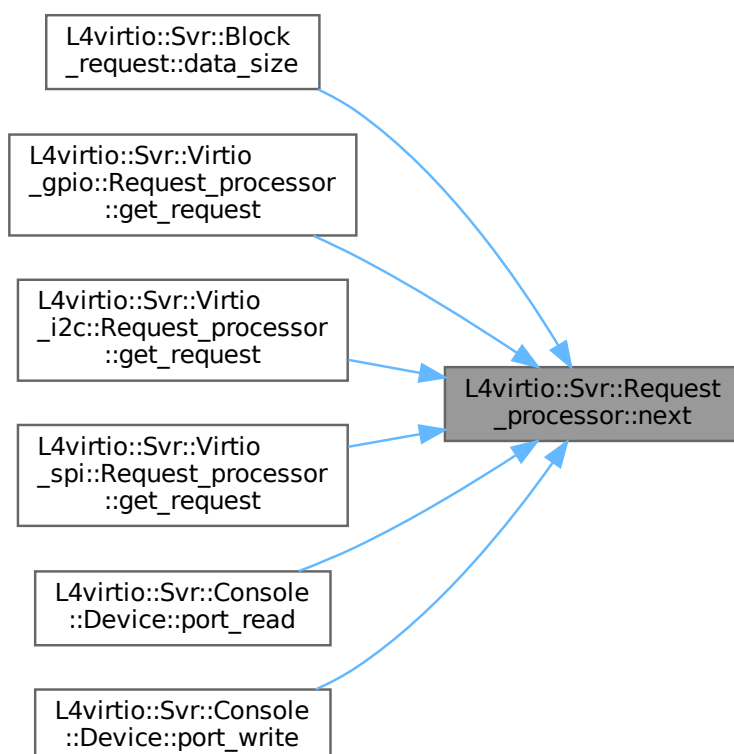 L4virtio::Svr::Block
_request::data_size
L4virtio::Svr::Virtio
_gpio::Request_processor
::get_request
L4virtio::Svr::Virtio
_i2c::Request_processor
::get_request
L4virtio::Svr::Request
_processor::next
L4virtio::Svr::Virtio
_spi::Request_processor
::get_request
L4virtio::Svr::Console
::Device::port_read
L4virtio::Svr::Console
::Device::port_write